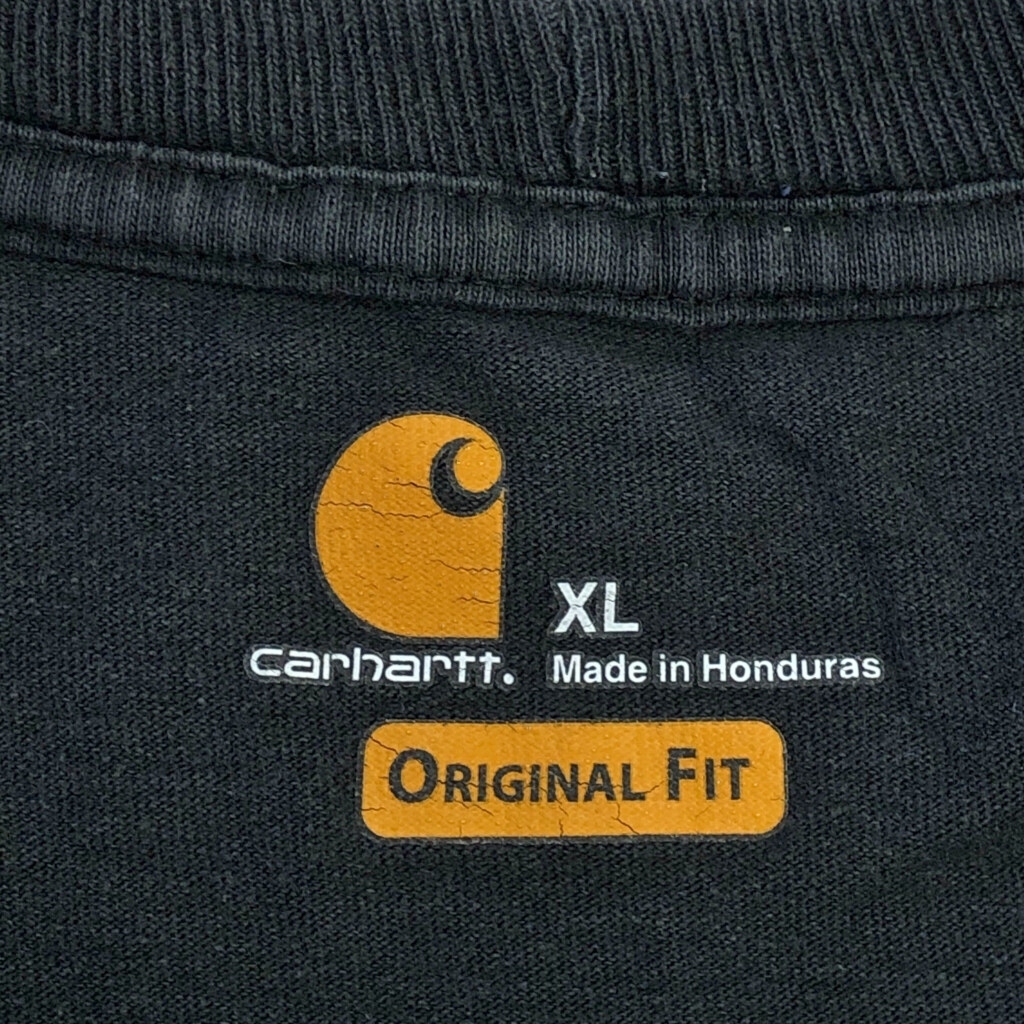 XL
carhartt.
Made in Honduras
ORIGINAL FIT